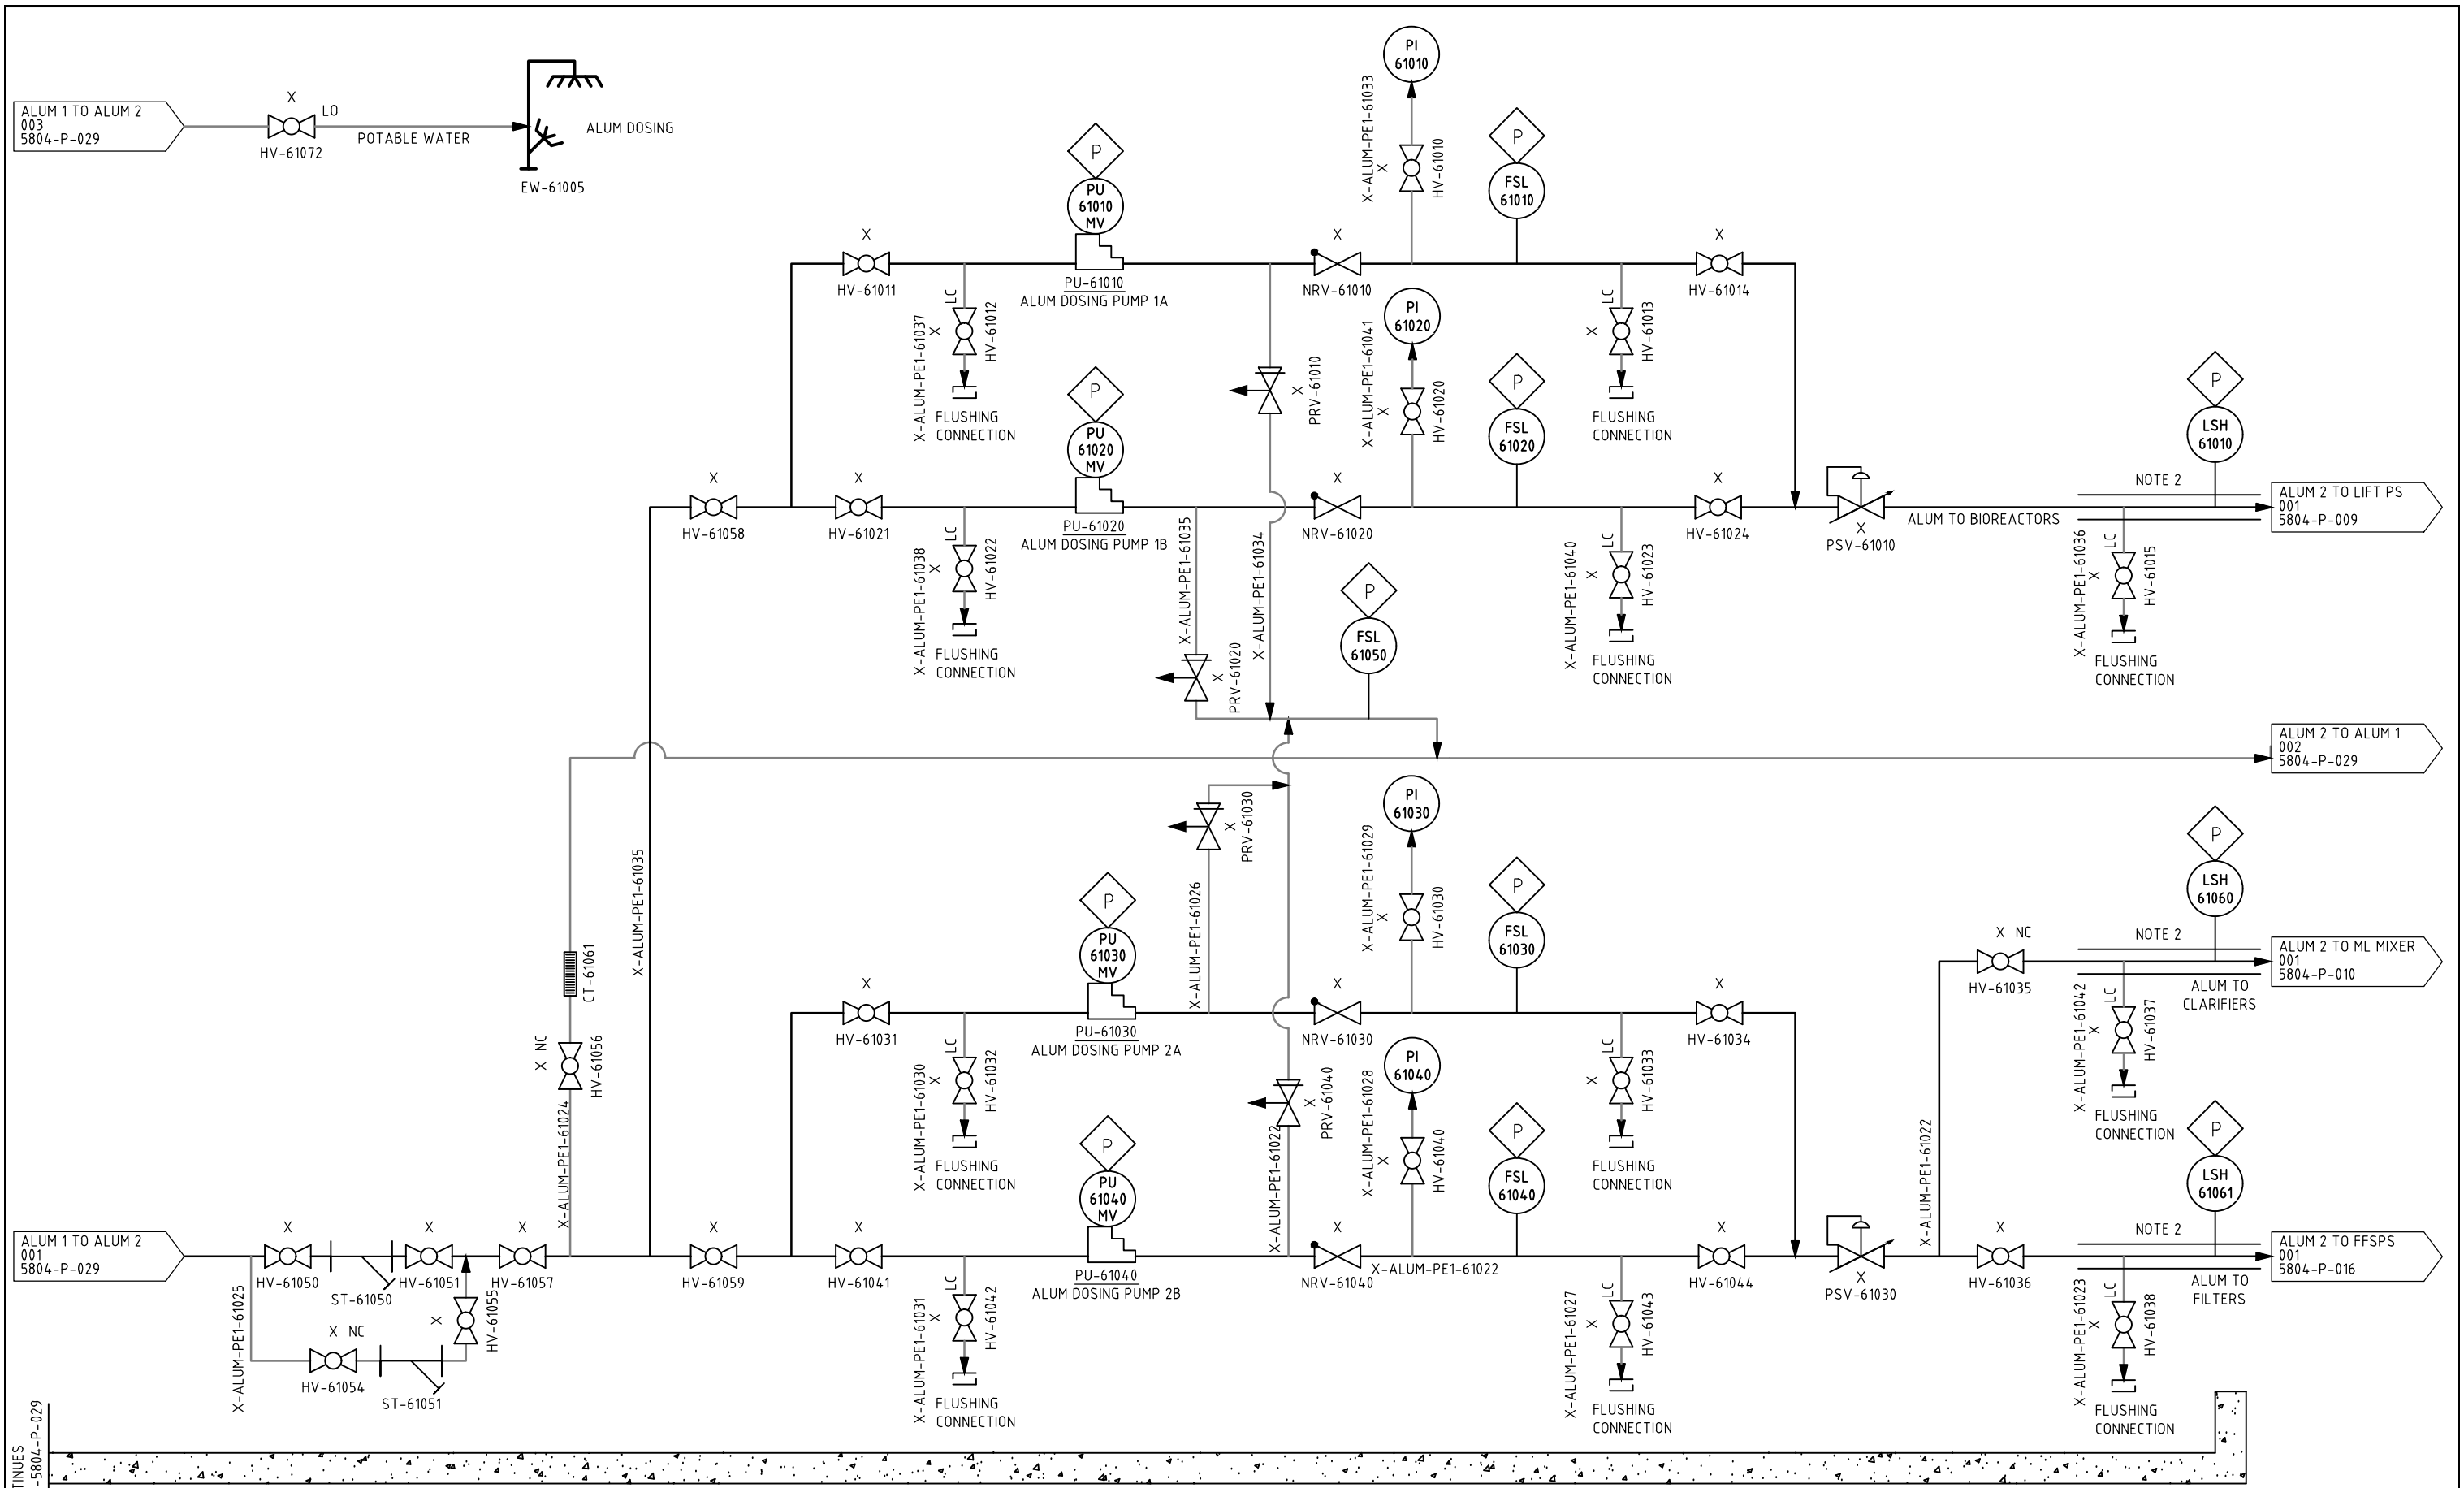 ALUM 1 TO ALUM 2
003
5804-P-029
X
LO
HV-61072
POTABLE WATER
ALUM DOSING
EW-61005
PI
61010
X-ALUM-PE1-61033
X
HV-61010
P
FSL
61010
P
PU
61010
MV
X
HV-61011
PU-61010
ALUM DOSING PUMP 1A
X
NRV-61010
X
HV-61014
X-ALUM-PE1-61037
X
LC
HV-61012
FLUSHING
CONNECTION
X
PRV-61010
PI
61020
X-ALUM-PE1-61041
X
HV-61020
P
FSL
61020
X
LC
HV-61013
FLUSHING
CONNECTION
P
LSH
61010
P
PU
61020
MV
X
HV-61058
X
HV-61021
PU-61020
ALUM DOSING PUMP 1B
X
NRV-61020
X
HV-61024
X
PSV-61010
ALUM TO BIOREACTORS
NOTE 2
ALUM 2 TO LIFT PS
001
5804-P-009
X-ALUM-PE1-61038
X
LC
HV-61022
FLUSHING
CONNECTION
X-ALUM-PE1-61035
X
PRV-61020
X-ALUM-PE1-61034
P
FSL
61050
X-ALUM-PE1-61040
X
LC
HV-61023
FLUSHING
CONNECTION
X-ALUM-PE1-61036
X
LC
HV-61015
FLUSHING
CONNECTION
ALUM 2 TO ALUM 1
002
5804-P-029
X
PRV-61030
X-ALUM-PE1-61026
PI
61030
X-ALUM-PE1-61029
X
HV-61030
P
FSL
61030
P
LSH
61060
X-ALUM-PE1-61035
CT-61061
X NC
HV-61056
X-ALUM-PE1-61024
P
PU
61030
MV
X
HV-61031
PU-61030
ALUM DOSING PUMP 2A
X
NRV-61030
X
HV-61034
X NC
HV-61035
NOTE 2
ALUM TO
CLARIFIERS
ALUM 2 TO ML MIXER
001
5804-P-010
X-ALUM-PE1-61030
X
LC
HV-61032
FLUSHING
CONNECTION
X
PRV-61040
X-ALUM-PE1-61022
PI
61040
X-ALUM-PE1-61028
X
HV-61040
P
FSL
61040
X
LC
HV-61033
FLUSHING
CONNECTION
X-ALUM-PE1-61022
X-ALUM-PE1-61042
X
LC
HV-61037
FLUSHING
CONNECTION
P
LSH
61061
ALUM 1 TO ALUM 2
001
5804-P-029
X
HV-61050
ST-61050
X
HV-61051
X
HV-61057
X
HV-61059
X
HV-61041
P
PU
61040
MV
PU-61040
ALUM DOSING PUMP 2B
X
NRV-61040
X-ALUM-PE1-61022
X
HV-61044
X
PSV-61030
X
HV-61036
NOTE 2
ALUM TO
FILTERS
ALUM 2 TO FFSPS
001
5804-P-016
X-ALUM-PE1-61025
X NC
HV-61054
ST-61051
X
HV-61055
X-ALUM-PE1-61031
X
LC
HV-61042
FLUSHING
CONNECTION
X-ALUM-PE1-61027
X
LC
HV-61043
FLUSHING
CONNECTION
X-ALUM-PE1-61023
X
LC
HV-61038
FLUSHING
CONNECTION
TINUES
-5804-P-029